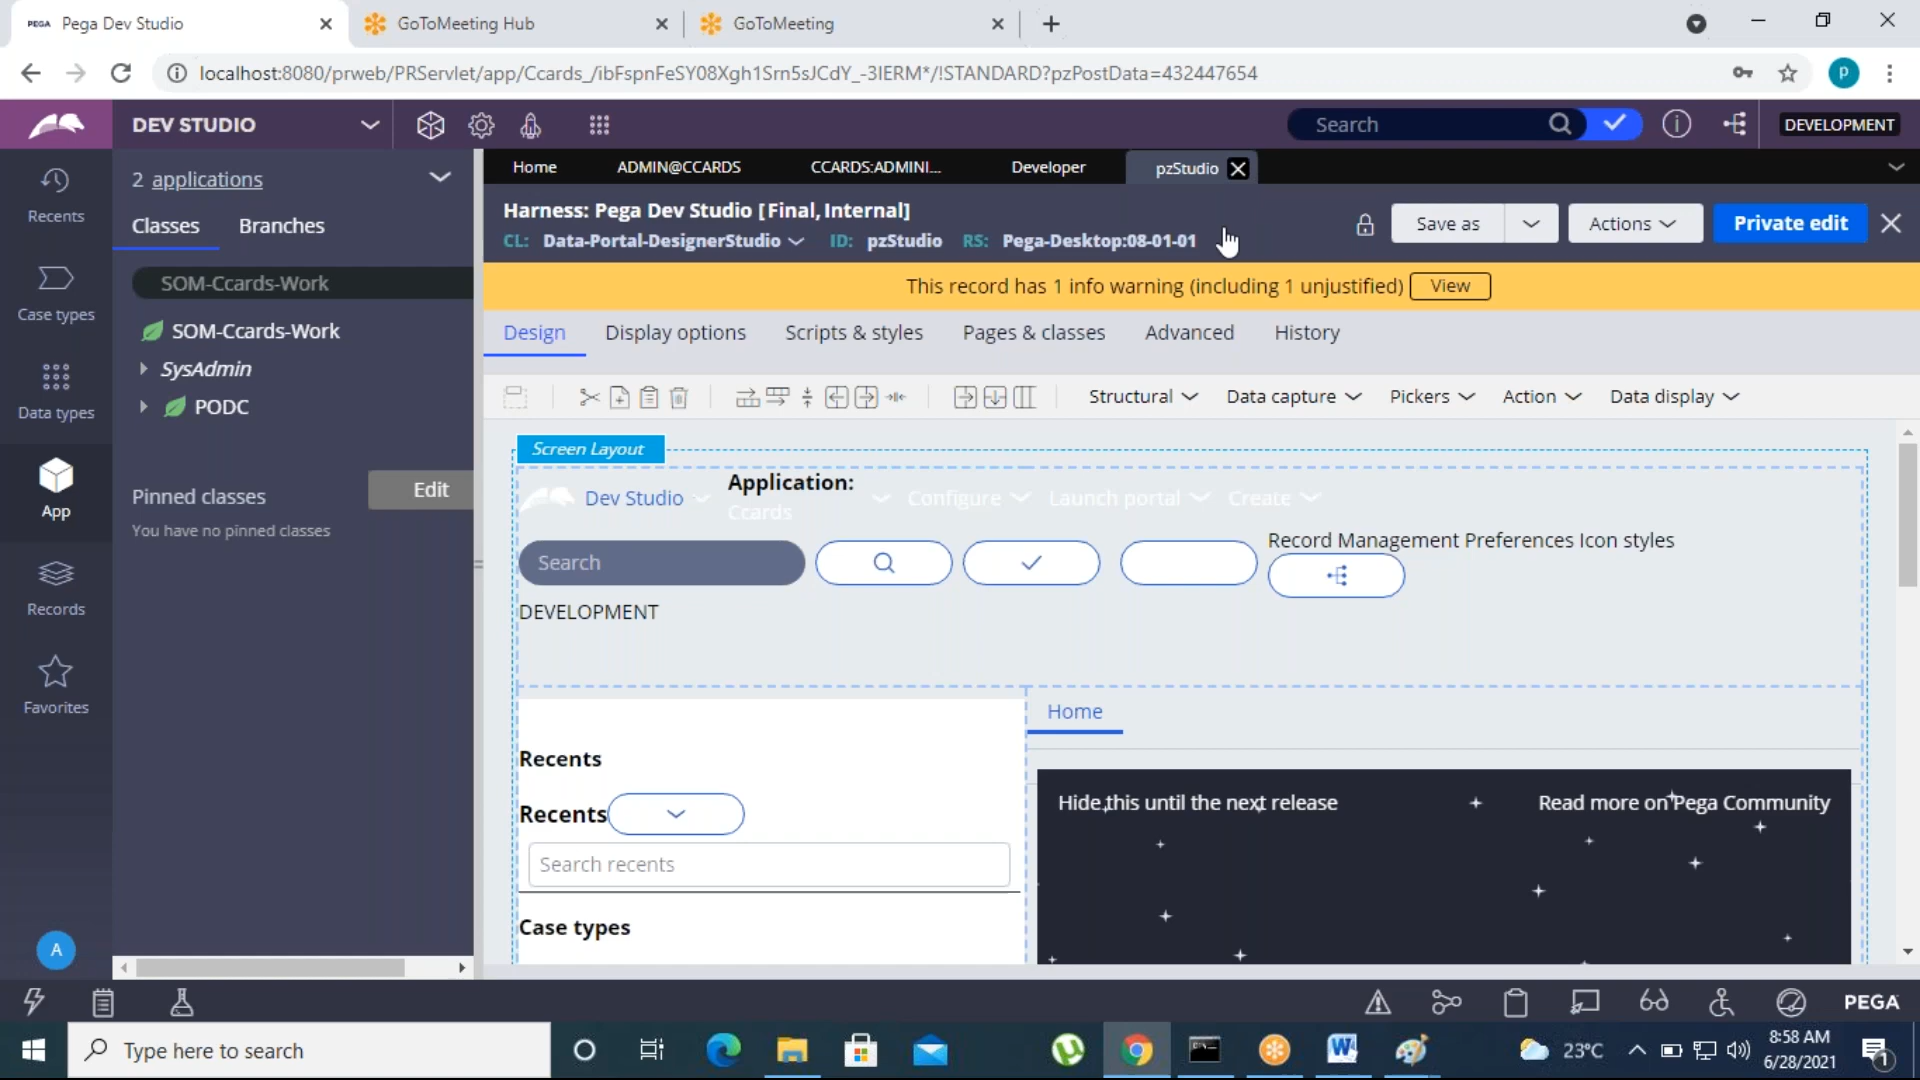 PEGA Pega Dev Studio
GoToMeeting Hub
GoToMeeting
localhost:8080/prweb/PRServlet/app/Ccards_/ibFspnFeSY08Xgh1Srn5sJCdY_-3IERM*/!STANDARD?pzPostData=432447654
P
DEV STUDIO
Search
DEVELOPMENT
Recents
Case types
Data types
App
Records
Favorites
A
2 applications
Classes
Branches
SOM-Ccards-Work
SOM-Ccards-Work
SysAdmin
PODC
Pinned classes
Edit
You have no pinned classes
Home
ADMIN@CCARDS
CCARDS:ADMINI...
Developer
pzStudio
Harness: Pega Dev Studio [Final, Internal]
CL: Data-Portal-DesignerStudio
ID: pzStudio
RS: Pega-Desktop:08-01-01
Save as
Actions
Private edit
This record has 1 info warning (including 1 unjustified)
View
Design
Display options
Scripts & styles
Pages & classes
Advanced
History
Structural
Data capture
Pickers
Action
Data display
Screen Layout
Dev Studio
Application:
Ccards
Configure
Launch portal
Create
Search
Record Management Preferences Icon styles
DEVELOPMENT
Recents
Recents
Search recents
Case types
Home
Hide this until the next release
Read more on Pega Community
PEGA
Type here to search
23°C
8:58 AM
6/28/2021
1